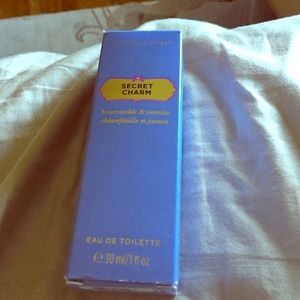 SECRET
CHARM
honeysuckle & jasmine
chèvrefeuille et jasmin
EAU DE TOILETTE
℮ 30 ml/1 fl oz